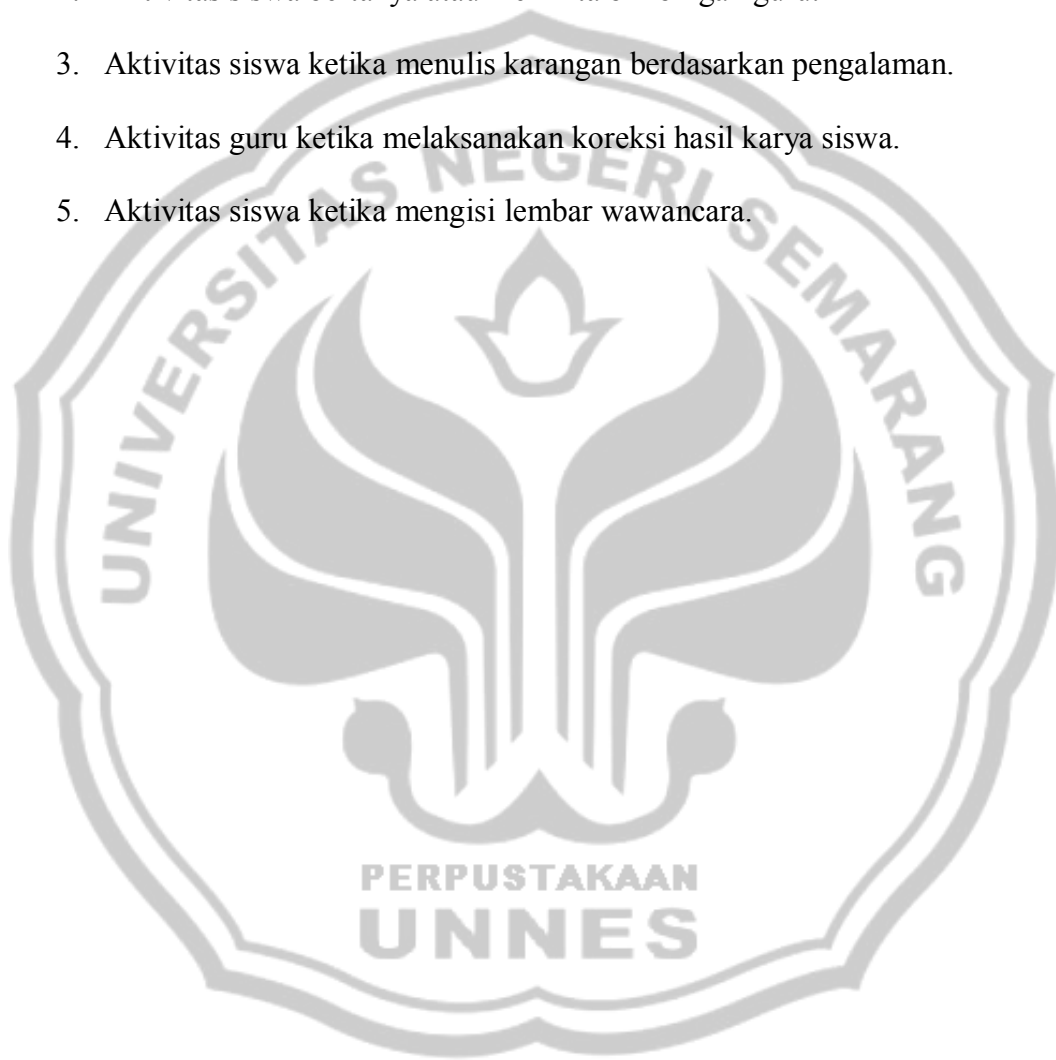 3. Aktivitas siswa ketika menulis karangan berdasarkan pengalaman.
4. Aktivitas guru ketika melaksanakan koreksi hasil karya siswa.
5. Aktivitas siswa ketika mengisi lembar wawancara.
UNIVERSITAS NEGERI SEMARANG
PERPUSTAKAAN
UNNES